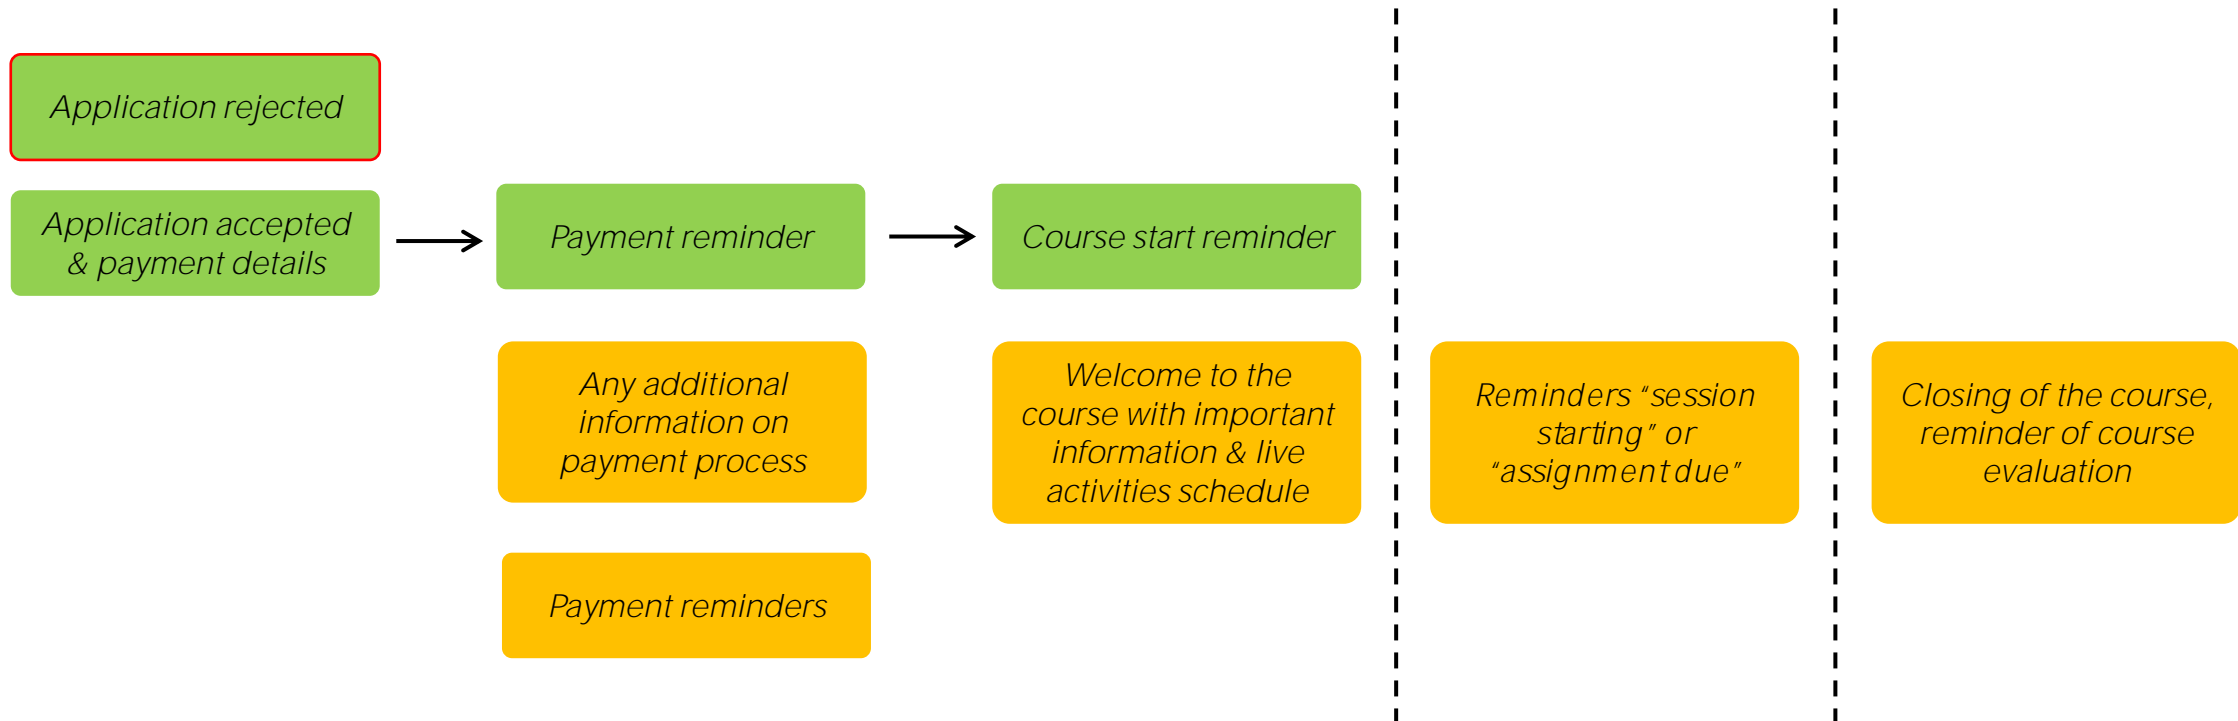 Application rejected
Application accepted
& payment details
Payment reminder
Course start reminder
Any additional
information on
payment process
Welcome to the
course with important
information & live
activities schedule
Reminders “session
starting” or
“assignment due”
Closing of the course,
reminder of course
evaluation
Payment reminders